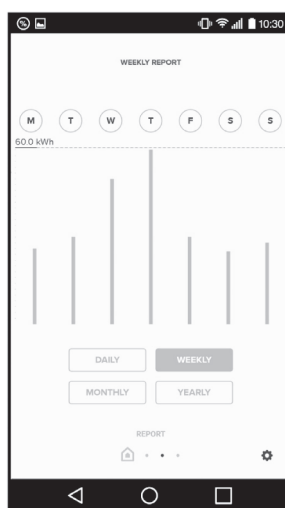 10:30
WEEKLY REPORT
M T W T F S S
60.0 kWh
DAILY WEEKLY
MONTHLY YEARLY
REPORT